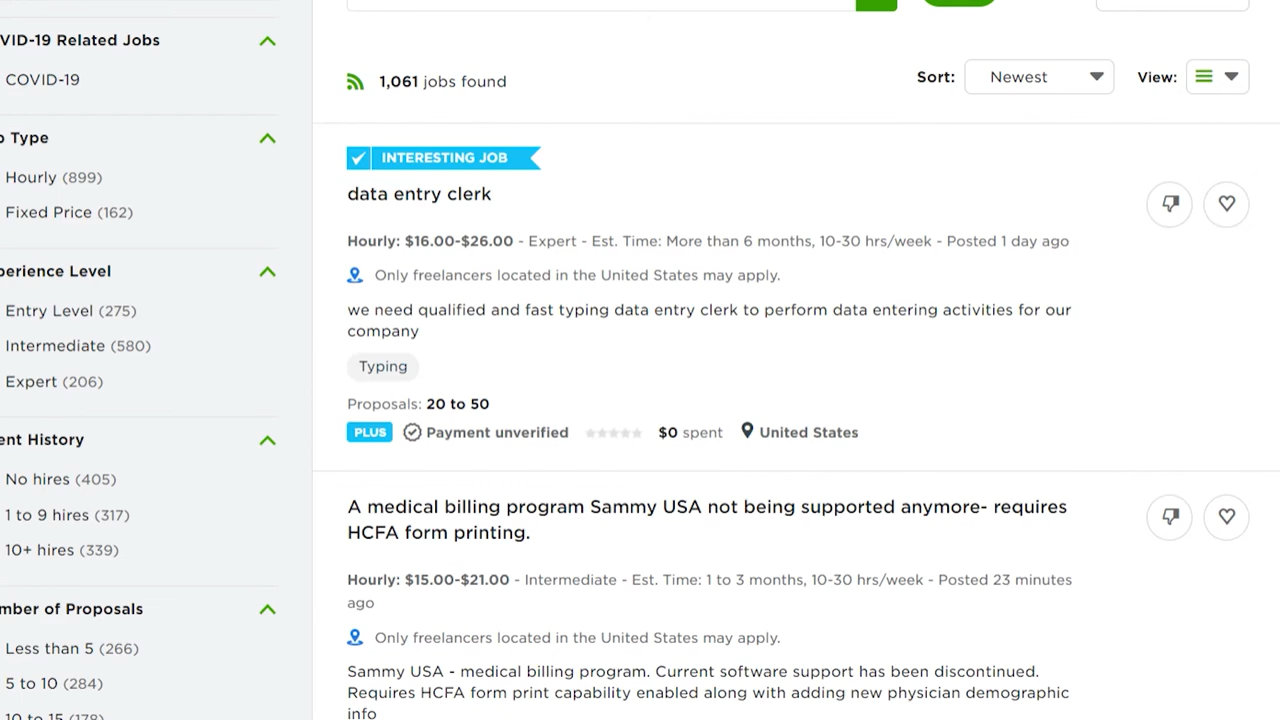 VID-19 Related Jobs
COVID-19
b Type
Hourly (899)
Fixed Price (162)
perience Level
Entry Level (275)
Intermediate (580)
Expert (206)
ent History
No hires (405)
1 to 9 hires (317)
10+ hires (339)
mber of Proposals
Less than 5 (266)
5 to 10 (284)
10 to 15 (178)
1,061 jobs found
Sort: Newest View:
INTERESTING JOB
data entry clerk
Hourly: $16.00-$26.00 - Expert - Est. Time: More than 6 months, 10-30 hrs/week - Posted 1 day ago
Only freelancers located in the United States may apply.
we need qualified and fast typing data entry clerk to perform data entering activities for our
company
Typing
Proposals: 20 to 50
PLUS Payment unverified $0 spent United States
A medical billing program Sammy USA not being supported anymore- requires
HCFA form printing.
Hourly: $15.00-$21.00 - Intermediate - Est. Time: 1 to 3 months, 10-30 hrs/week - Posted 23 minutes
ago
Only freelancers located in the United States may apply.
Sammy USA - medical billing program. Current software support has been discontinued.
Requires HCFA form print capability enabled along with adding new physician demographic
info